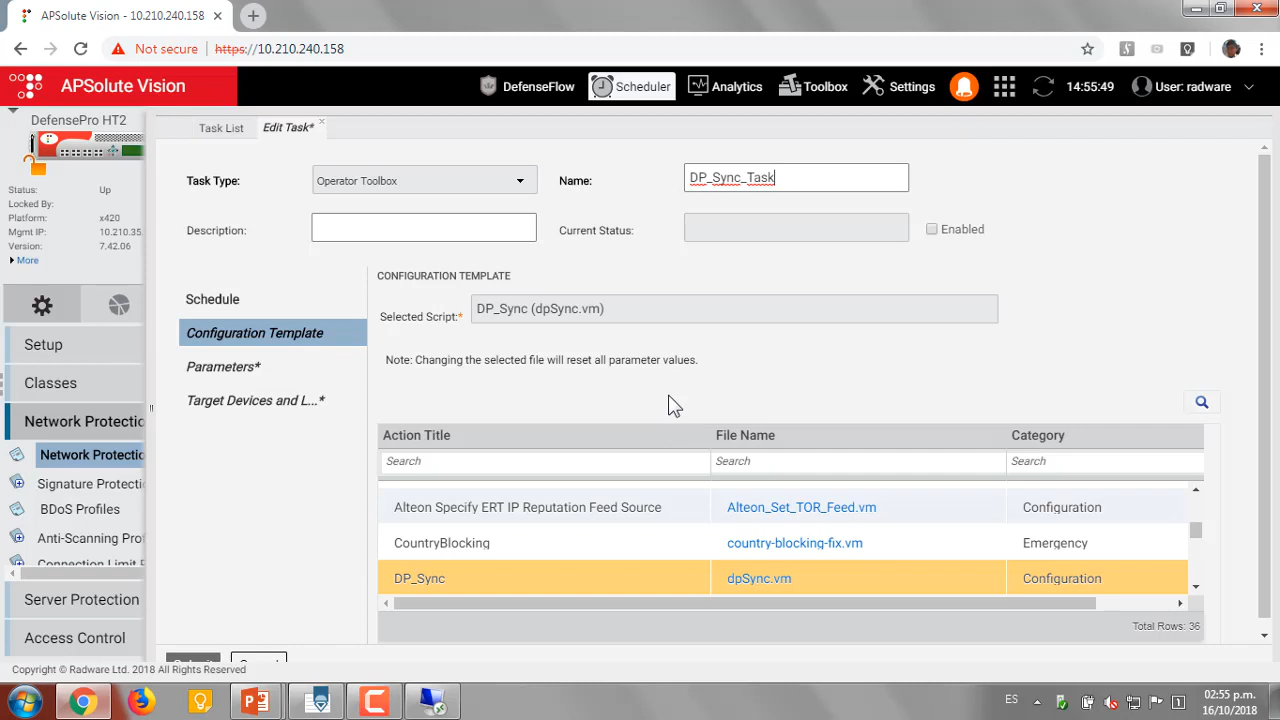 APSolute Vision - 10.210.240.158
Not secure https://10.210.240.158
APSolute Vision
DefenseFlow
Scheduler
Analytics
Toolbox
Settings
14:55:49
User: radware
DefensePro HT2
Status: Up
Locked By:
Platform: x420
Mgmt IP: 10.210.35.
Version: 7.42.06
More
Setup
Classes
Network Protectio
Network Protectio
Signature Protecti
BDoS Profiles
Anti-Scanning Prof
Connection Limit P
Server Protection
Access Control
Task List
Edit Task*
Task Type: Operator Toolbox
Name: DP_Sync_Task
Description:
Current Status:
Enabled
Schedule
Configuration Template
Parameters*
Target Devices and L...*
CONFIGURATION TEMPLATE
Selected Script:* DP_Sync (dpSync.vm)
Note: Changing the selected file will reset all parameter values.
Action Title File Name Category
Search Search Search
Alteon Specify ERT IP Reputation Feed Source Alteon_Set_TOR_Feed.vm Configuration
CountryBlocking country-blocking-fix.vm Emergency
DP_Sync dpSync.vm Configuration
Total Rows: 36
Copyright © Radware Ltd. 2018 All Rights Reserved
ES
02:55 p.m.
16/10/2018